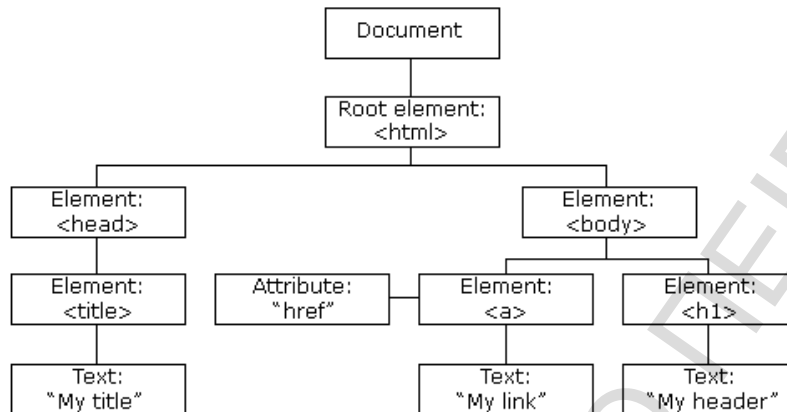 Document
Root element:
<html>
Element:
<head>
Element:
<body>
Element:
<title>
Attribute:
“href”
Element:
<a>
Element:
<h1>
Text:
“My title”
Text:
“My link”
Text:
“My header”